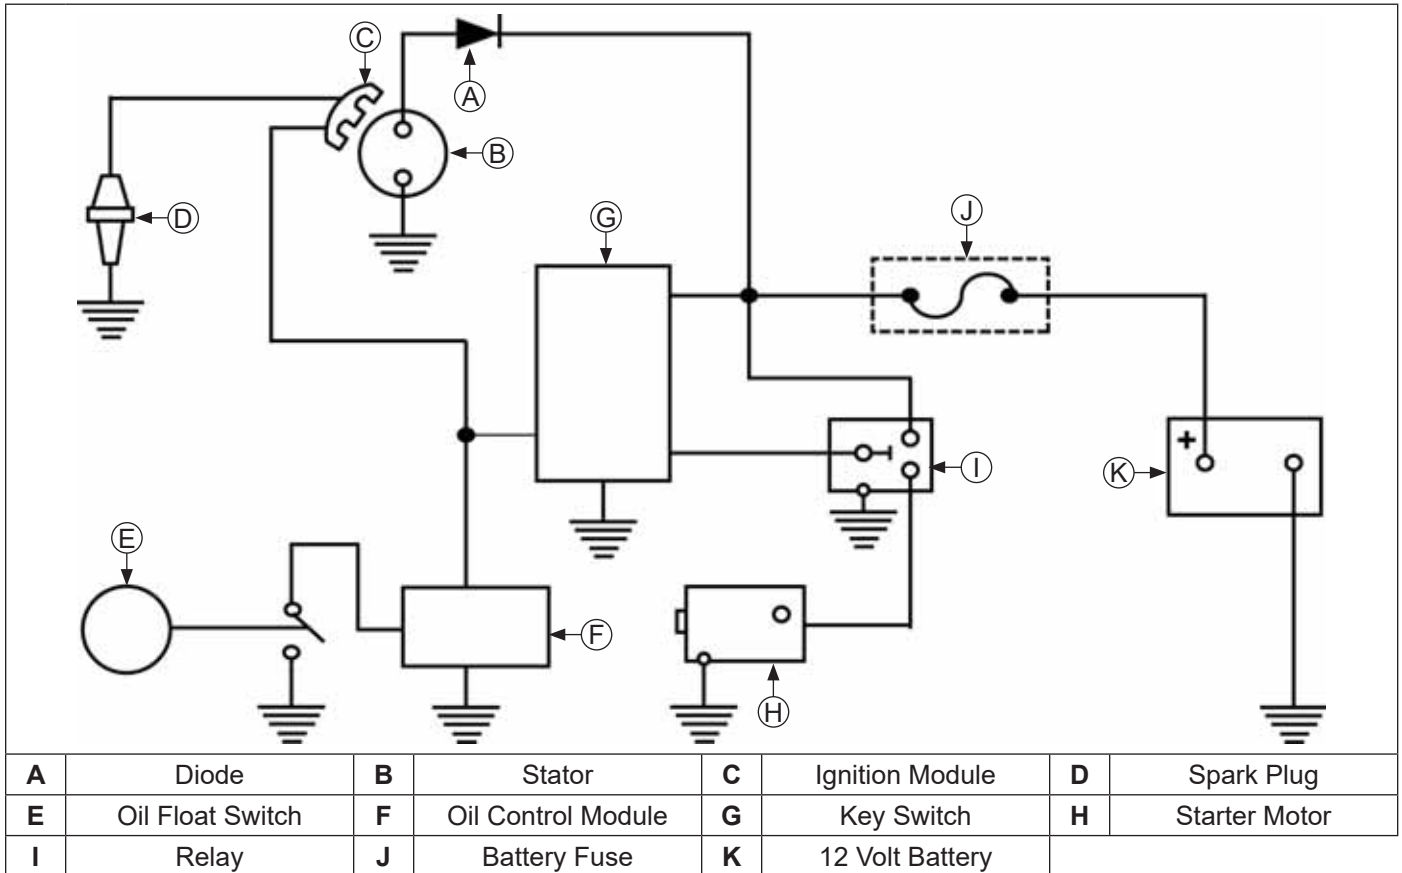 C
A
B
D
G
J
+
I
K
E
F
H
A Diode B Stator C Ignition Module D Spark Plug
E Oil Float Switch F Oil Control Module G Key Switch H Starter Motor
I Relay J Battery Fuse K 12 Volt Battery